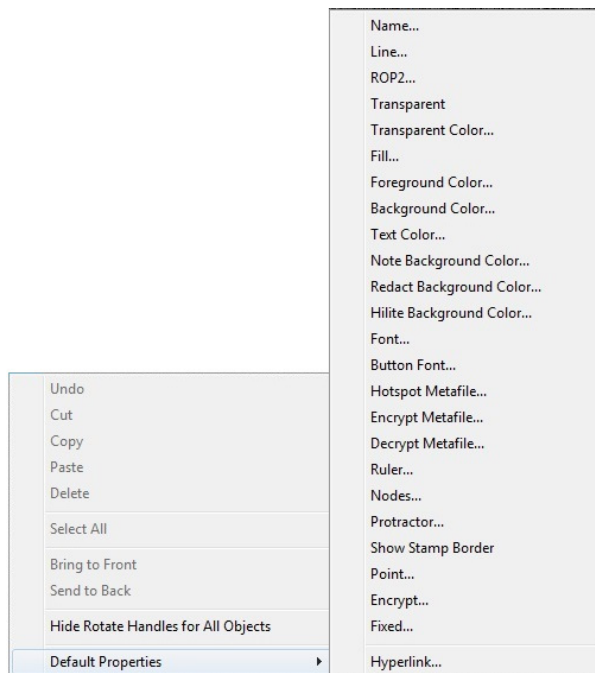 Name...
Line...
ROP2...
Transparent
Transparent Color...
Fill...
Foreground Color...
Background Color...
Text Color...
Note Background Color...
Redact Background Color...
Hilite Background Color...
Font...
Button Font...
Hotspot Metafile...
Encrypt Metafile...
Decrypt Metafile...
Ruler...
Nodes...
Protractor...
Show Stamp Border
Point...
Encrypt...
Fixed...
Hyperlink...
Undo
Cut
Copy
Paste
Delete
Select All
Bring to Front
Send to Back
Hide Rotate Handles for All Objects
Default Properties